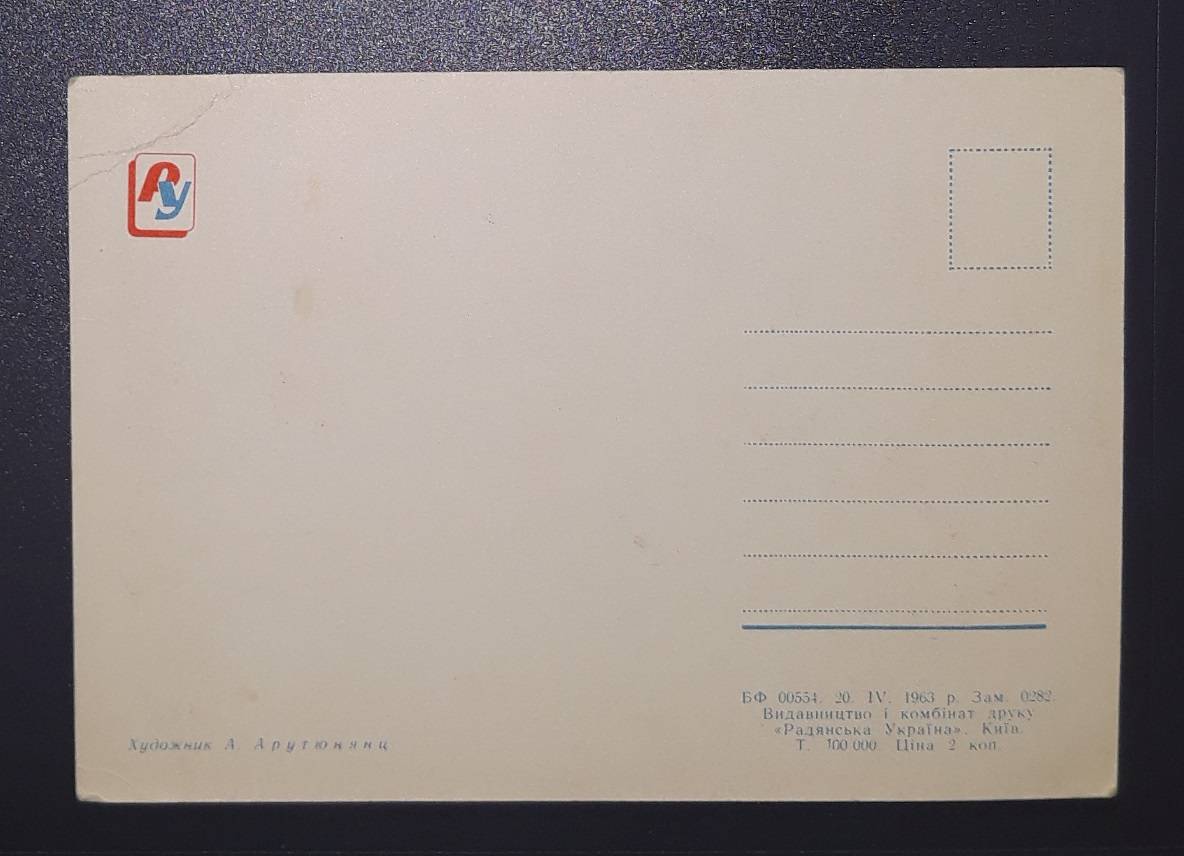 РУ
БФ 00554. 20. IV. 1963 р. Зам. 0282.
Видавництво і комбінат друку
«Радянська Україна». Київ.
Т. 100 000. Ціна 2 коп.
Художник А. Арутюнянц